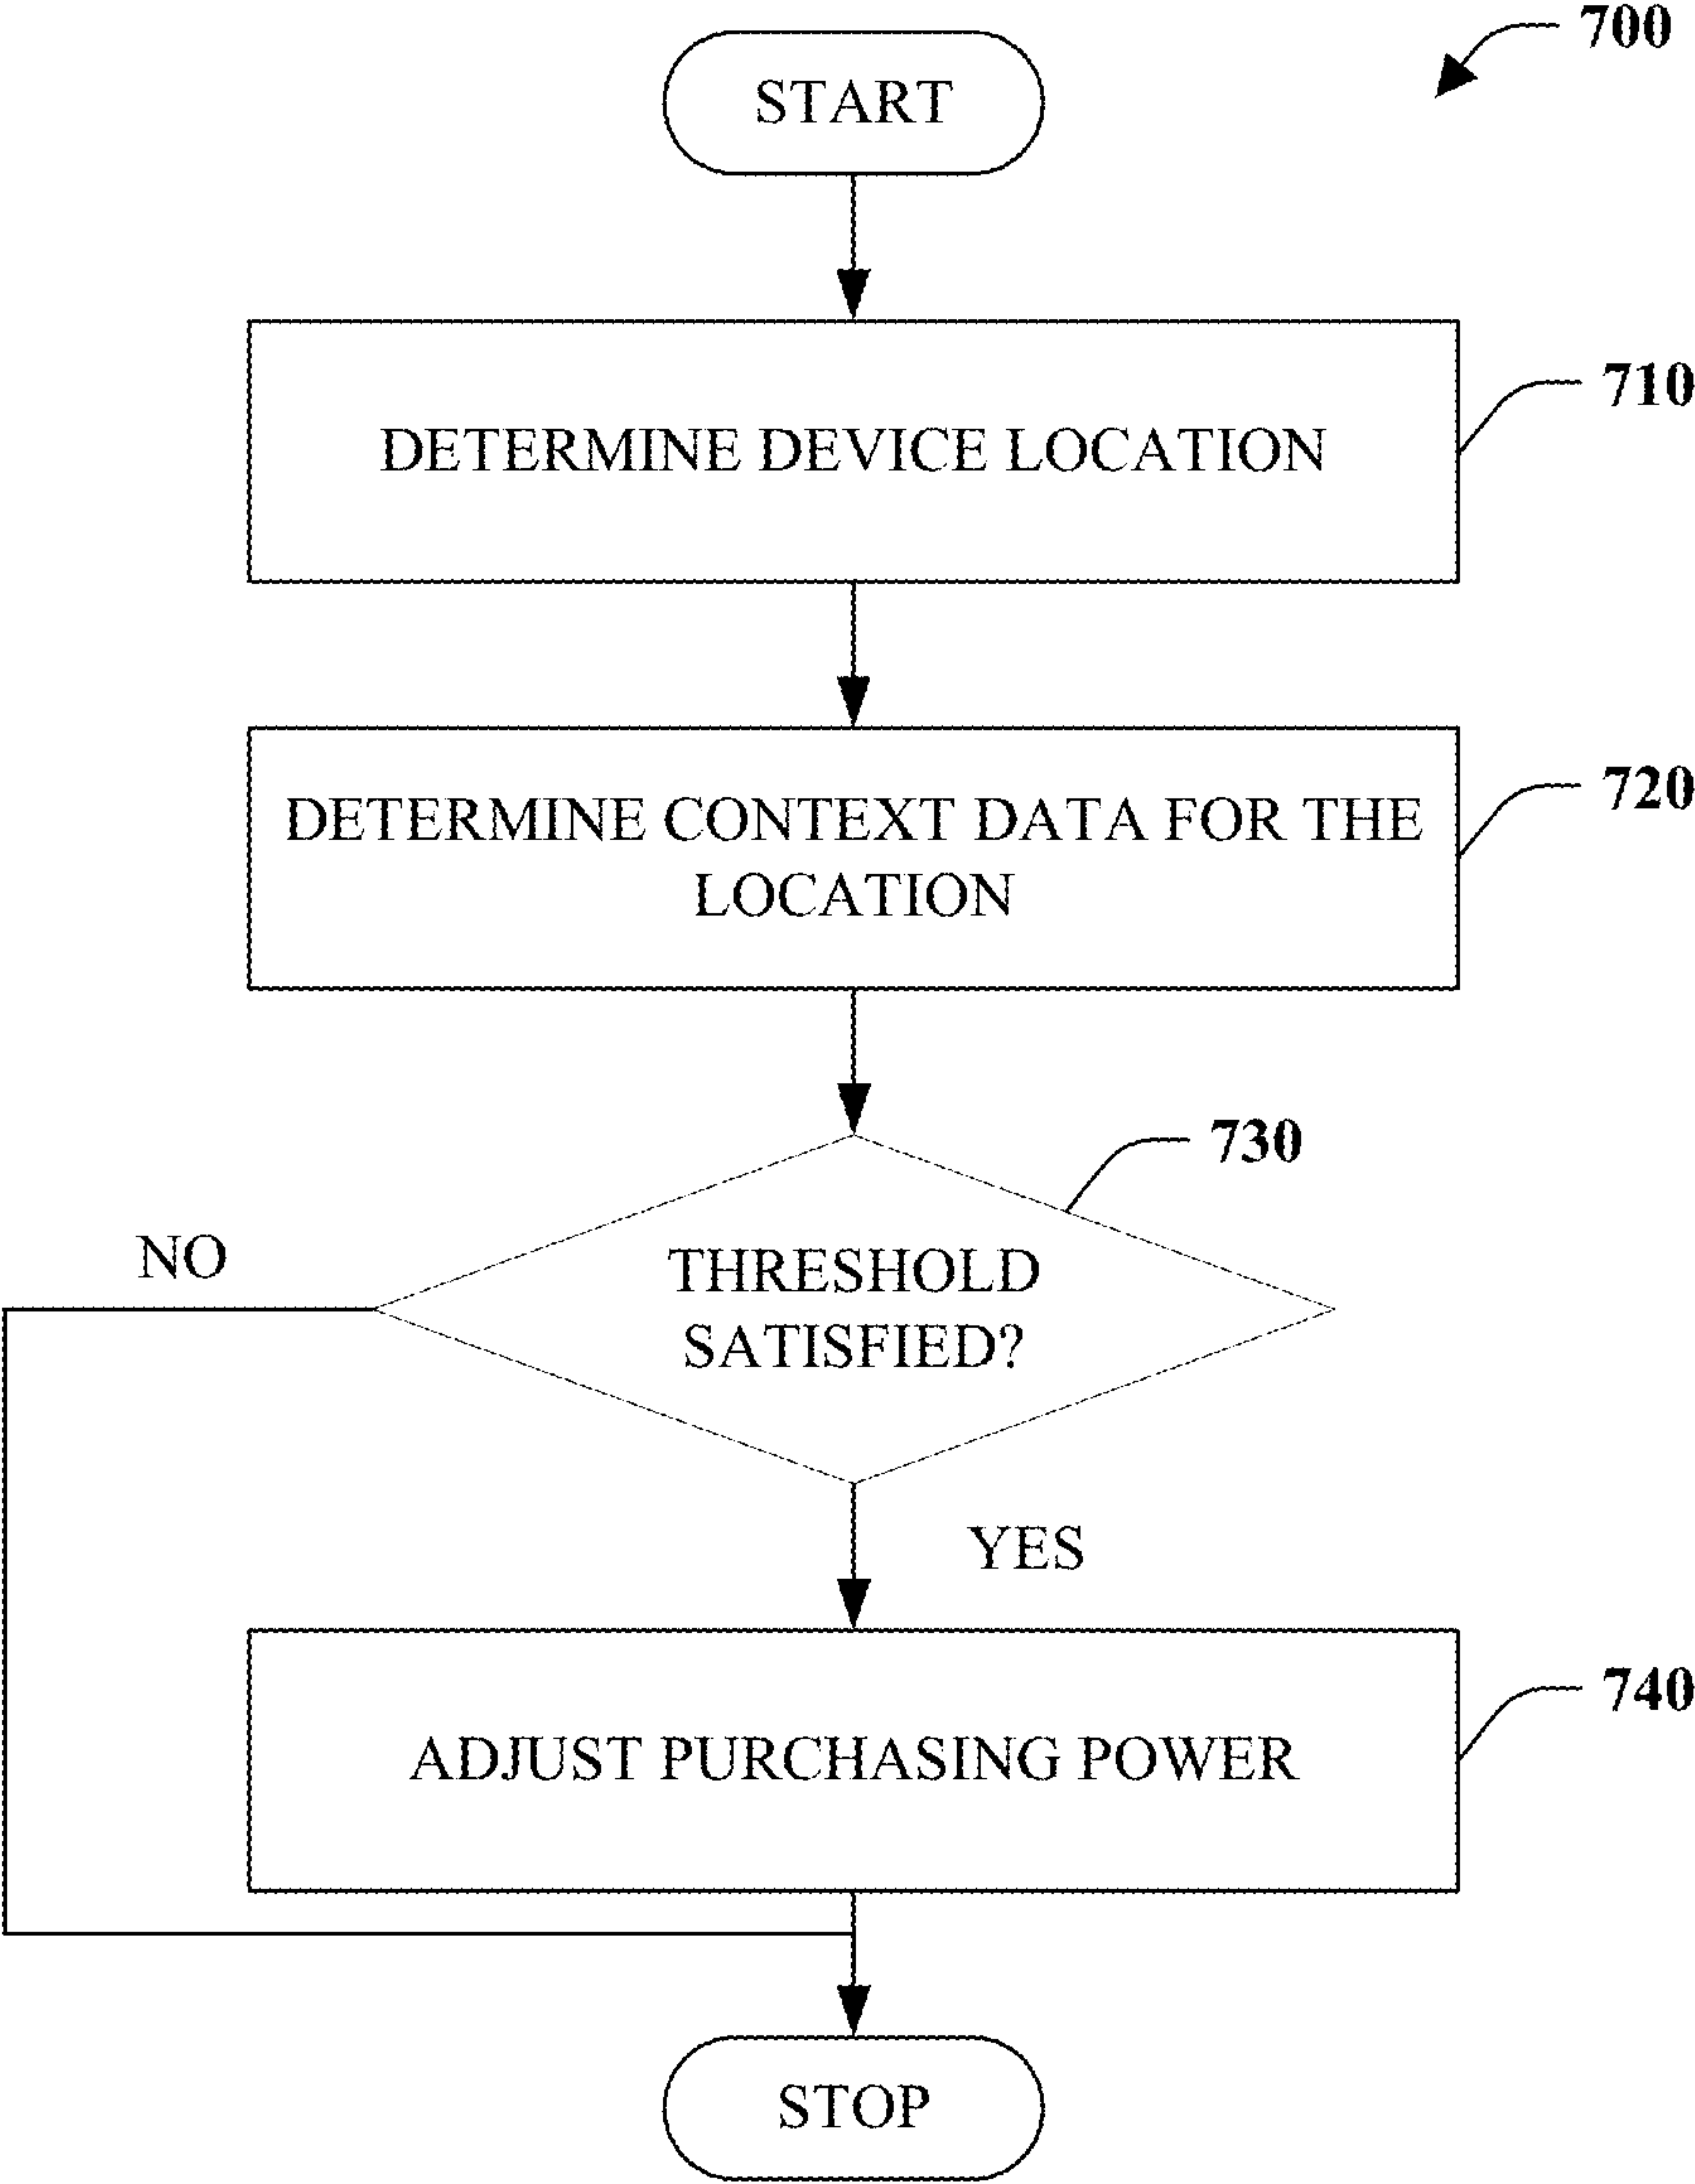 700
START
710
DETERMINE DEVICE LOCATION
720
DETERMINE CONTEXT DATA FOR THE
LOCATION
730
NO
THRESHOLD
SATISFIED?
YES
740
ADJUST PURCHASING POWER
STOP